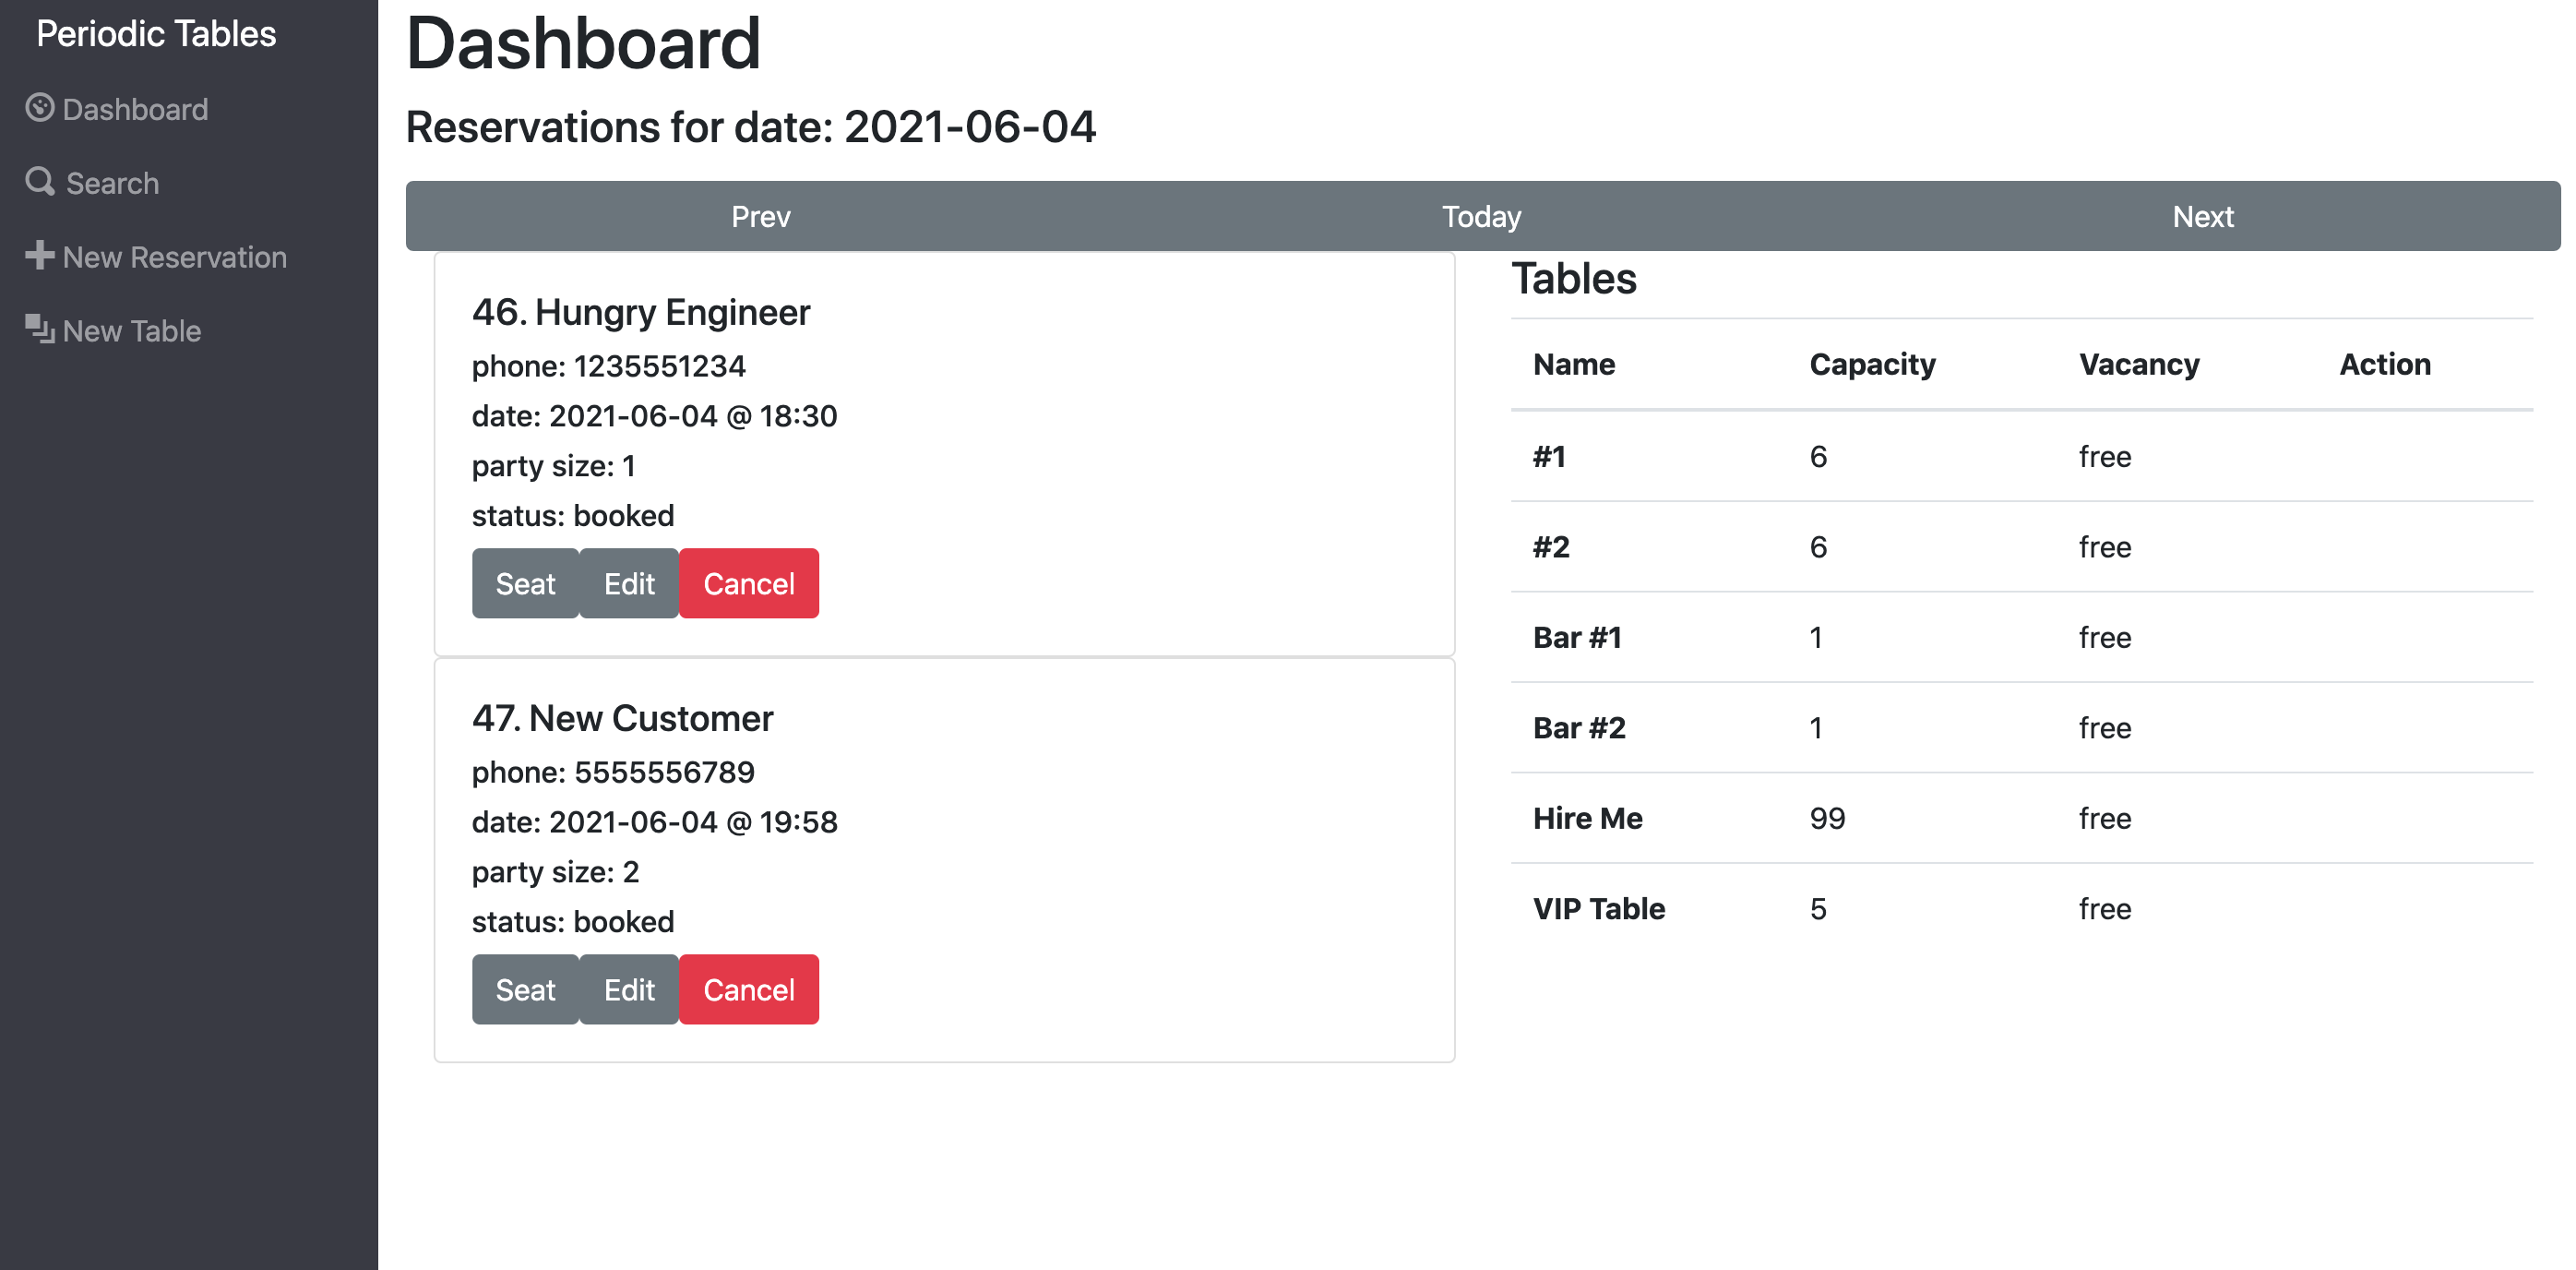 Periodic Tables
Dashboard
Search
New Reservation
New Table
Dashboard
Reservations for date: 2021-06-04
Prev Today Next
46. Hungry Engineer
phone: 1235551234
date: 2021-06-04 @ 18:30
party size: 1
status: booked
Seat Edit Cancel
47. New Customer
phone: 5555556789
date: 2021-06-04 @ 19:58
party size: 2
status: booked
Seat Edit Cancel
Tables
Name Capacity Vacancy Action
#1 6 free
#2 6 free
Bar #1 1 free
Bar #2 1 free
Hire Me 99 free
VIP Table 5 free